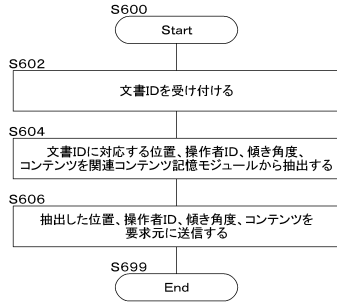 S600
Start
S602
文書IDを受け付ける
S604
文書IDに対応する位置、操作者ID、傾き角度、
コンテンツを関連コンテンツ記憶モジュールから抽出する
S606
抽出した位置、操作者ID、傾き角度、コンテンツを
要求元に送信する
S699
End